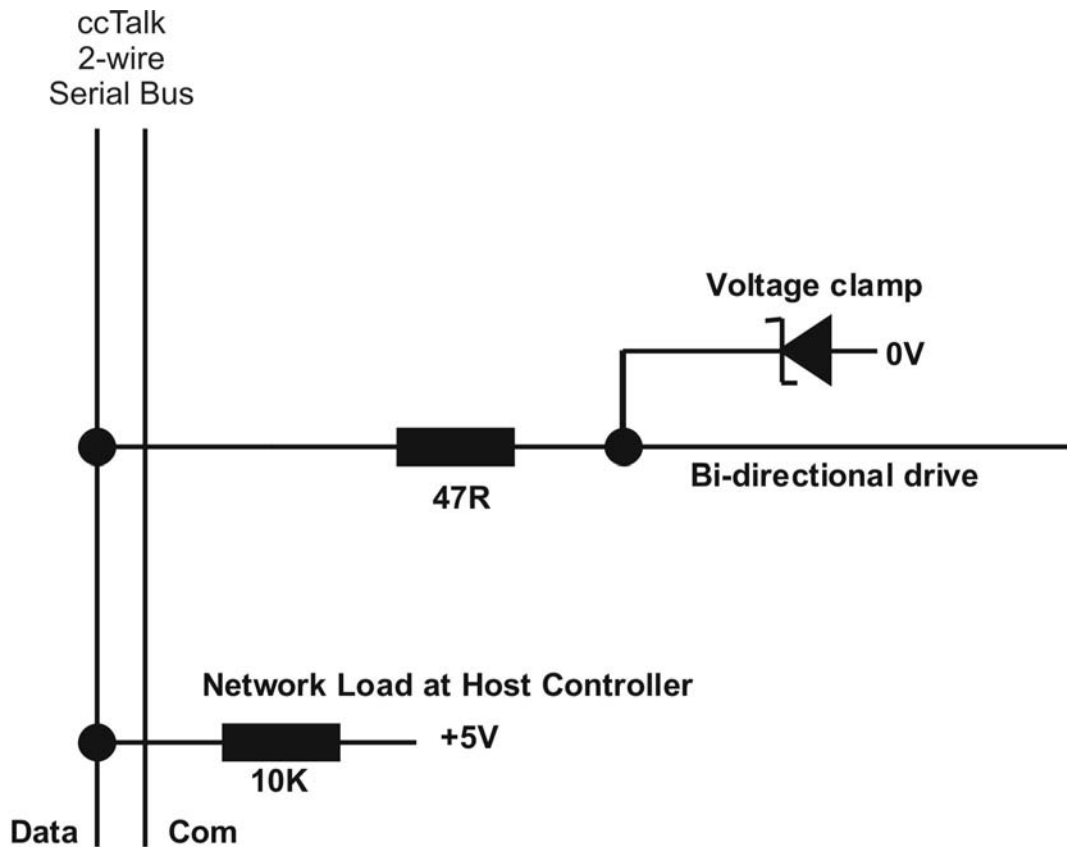 ccTalk
2-wire
Serial Bus
Voltage clamp
0V
47R
Bi-directional drive
Network Load at Host Controller
+5V
10K
Data
Com